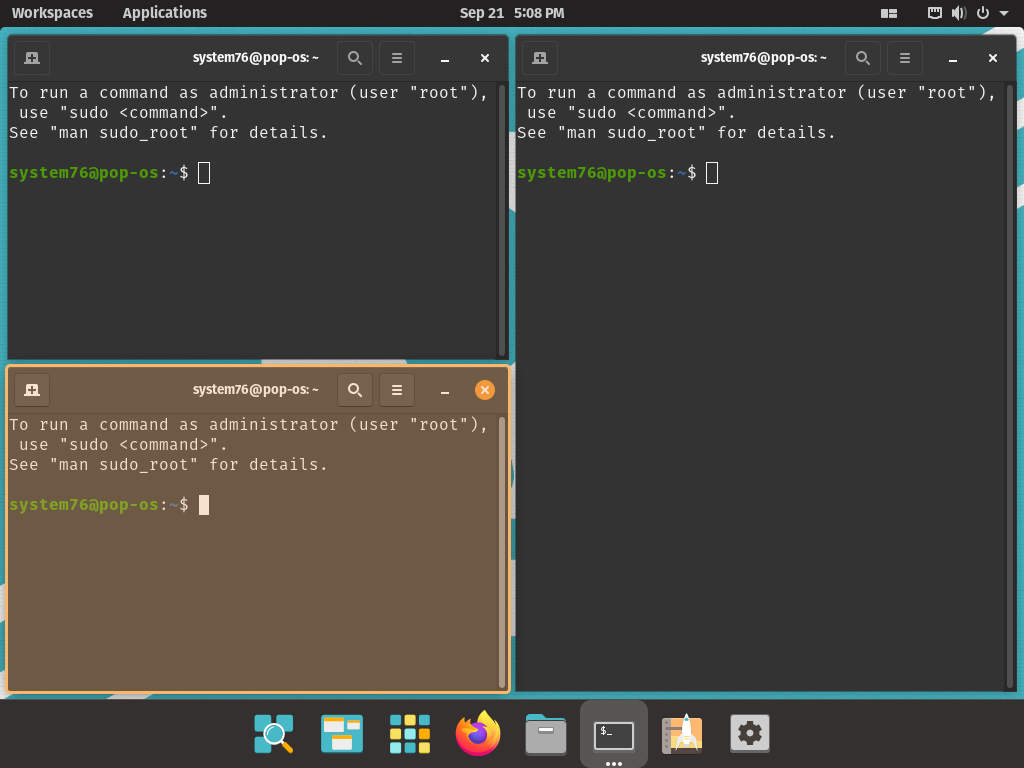 Workspaces Applications Sep 21 5:08 PM
system76@pop-os: ~
To run a command as administrator (user "root"),
 use "sudo <command>".
See "man sudo_root" for details.
system76@pop-os:~$
system76@pop-os: ~
To run a command as administrator (user "root"),
 use "sudo <command>".
See "man sudo_root" for details.
system76@pop-os:~$
system76@pop-os: ~
To run a command as administrator (user "root"),
 use "sudo <command>".
See "man sudo_root" for details.
system76@pop-os:~$
$_